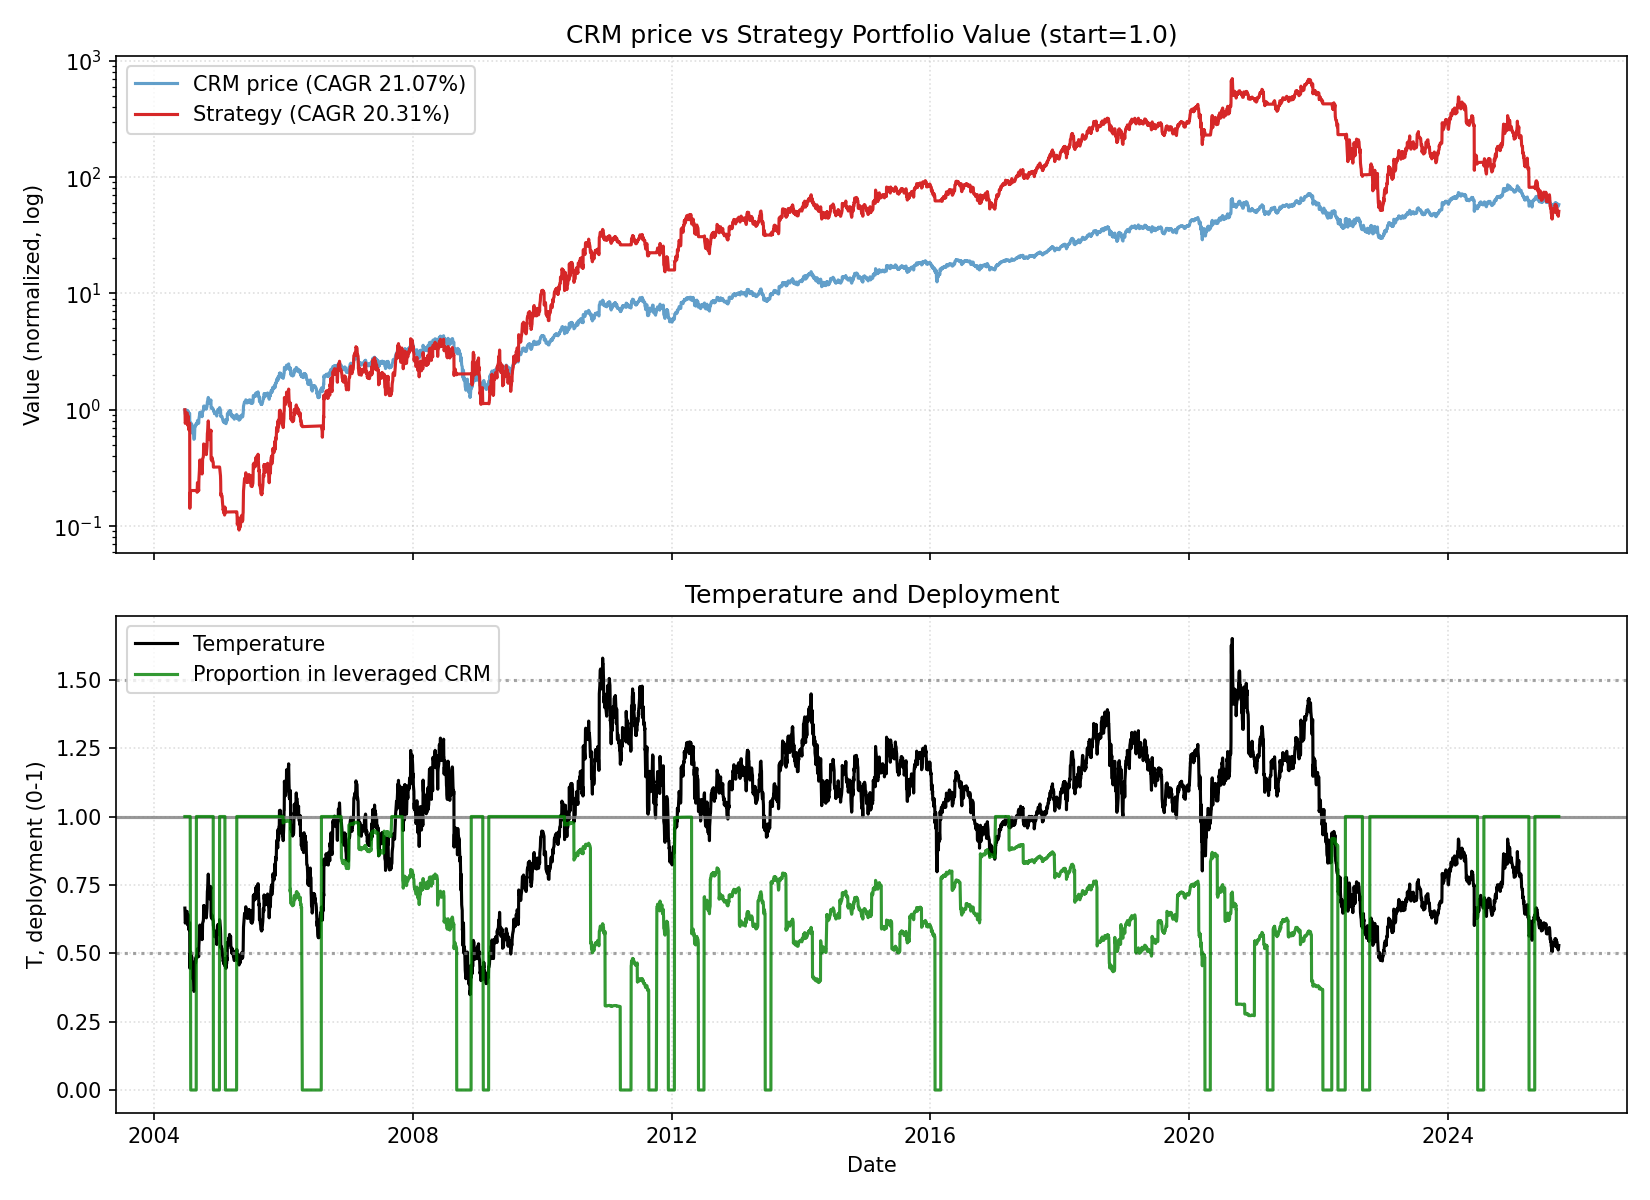 CRM price vs Strategy Portfolio Value (start=1.0)
CRM price (CAGR 21.07%)
Strategy (CAGR 20.31%)
Value (normalized, log)
10³
10²
10¹
10⁰
10⁻¹
Temperature and Deployment
Temperature
Proportion in leveraged CRM
T, deployment (0-1)
1.50
1.25
1.00
0.75
0.50
0.25
0.00
2004 2008 2012 2016 2020 2024
Date